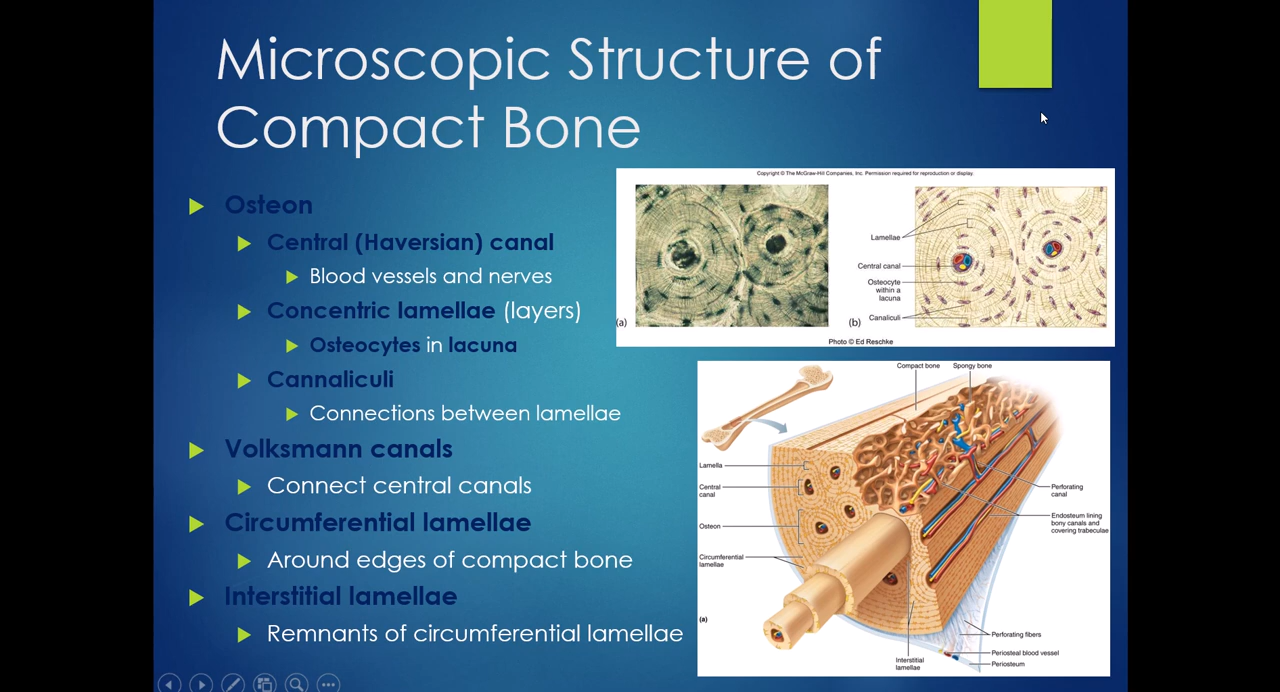 Microscopic Structure of
Compact Bone
Osteon
Central (Haversian) canal
Blood vessels and nerves
Concentric lamellae (layers)
Osteocytes in lacuna
Cannaliculi
Connections between lamellae
Volksmann canals
Connect central canals
Circumferential lamellae
Around edges of compact bone
Interstitial lamellae
Remnants of circumferential lamellae
Copyright © The McGraw-Hill Companies, Inc. Permission required for reproduction or display.
Lamellae
Central canal
Osteocyte
within a
lacuna
Canaliculi
(a)
(b)
Photo © Ed Reschke
Compact bone
Spongy bone
Lamella
Central
canal
Osteon
Circumferential
lamellae
(a)
Perforating
canal
Endosteum lining
bony canals and
covering trabeculae
Interstitial
lamellae
Perforating fibers
Periosteal blood vessel
Periosteum